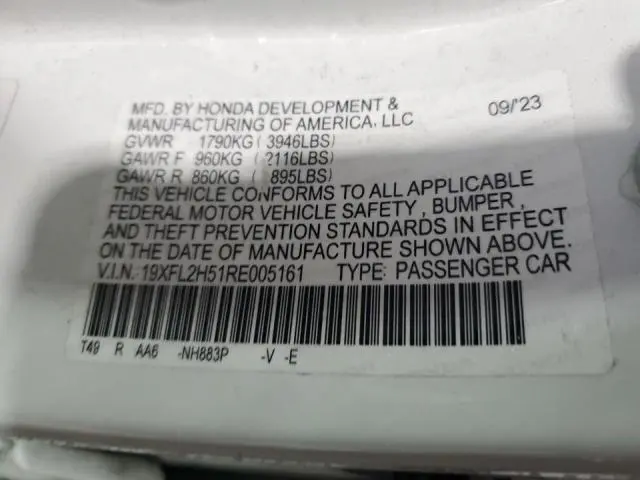 MFD. BY HONDA DEVELOPMENT & 09/'23
MANUFACTURING OF AMERICA, LLC
GVWR 1790KG ( 3946LBS)
GAWR F 960KG ( 2116LBS)
GAWR R 860KG ( 895LBS)
THIS VEHICLE CONFORMS TO ALL APPLICABLE
FEDERAL MOTOR VEHICLE SAFETY , BUMPER ,
AND THEFT PREVENTION STANDARDS IN EFFECT
ON THE DATE OF MANUFACTURE SHOWN ABOVE.
V.I.N.: 19XFL2H51RE005161 TYPE: PASSENGER CAR
T49 R AA6 -NH883P -V -E